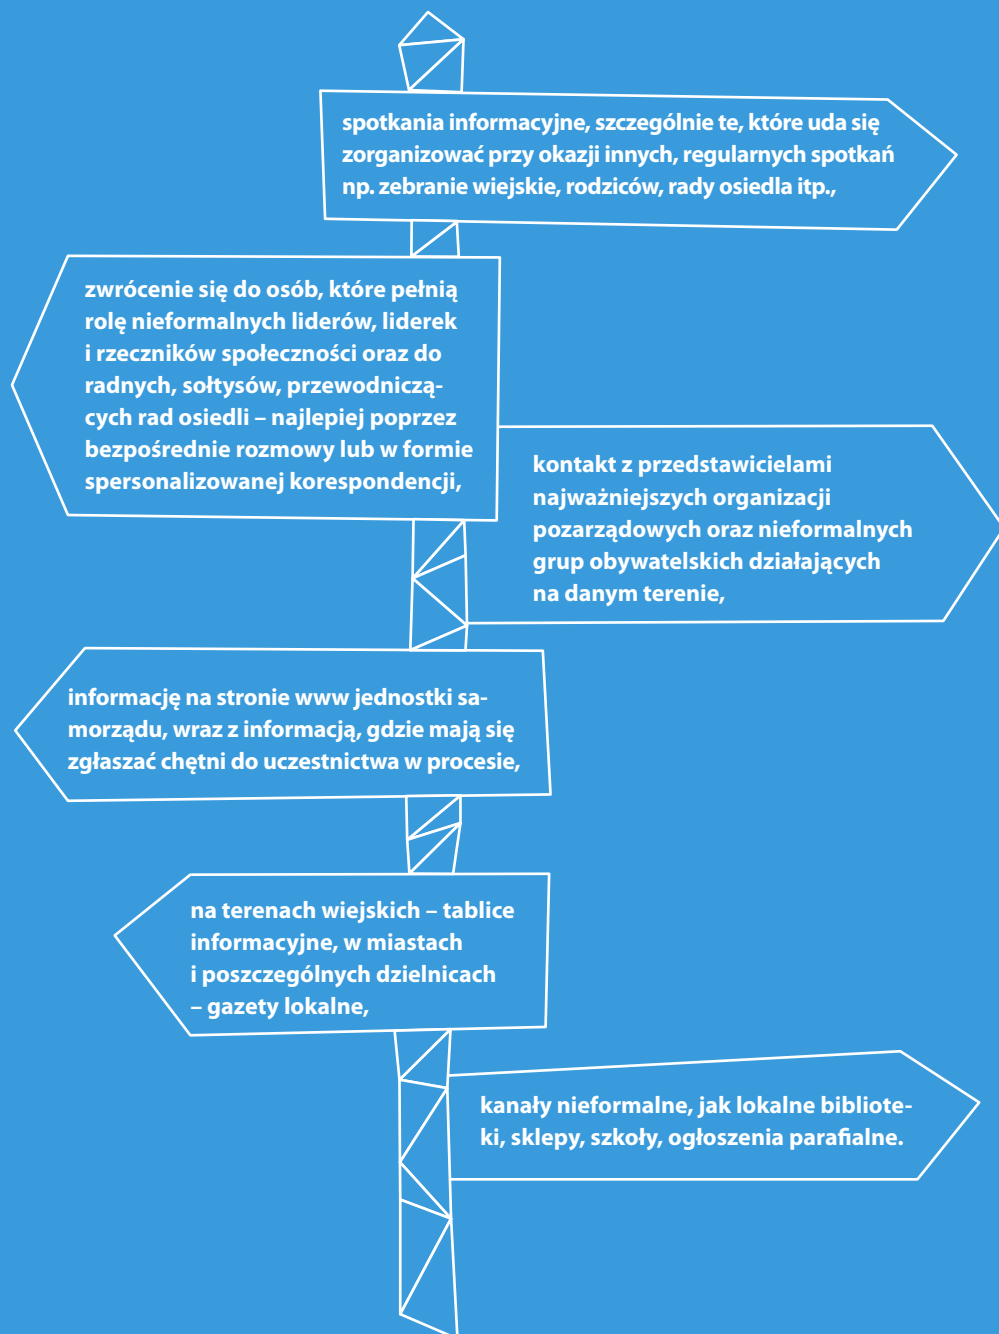 spotkania informacyjne, szczególnie te, które uda się
zorganizować przy okazji innych, regularnych spotkań
np. zebranie wiejskie, rodziców, rady osiedla itp.,
zwrócenie się do osób, które pełnią
rolę nieformalnych liderów, liderek
i rzeczników społeczności oraz do
radnych, sołtysów, przewodniczą-
cych rad osiedli – najlepiej poprzez
bezpośrednie rozmowy lub w formie
spersonalizowanej korespondencji,
kontakt z przedstawicielami
najważniejszych organizacji
pozarządowych oraz nieformalnych
grup obywatelskich działających
na danym terenie,
informację na stronie www jednostki sa-
morządu, wraz z informacją, gdzie mają się
zgłaszać chętni do uczestnictwa w procesie,
na terenach wiejskich – tablice
informacyjne, w miastach
i poszczególnych dzielnicach
– gazety lokalne,
kanały nieformalne, jak lokalne bibliote-
ki, sklepy, szkoły, ogłoszenia parafialne.